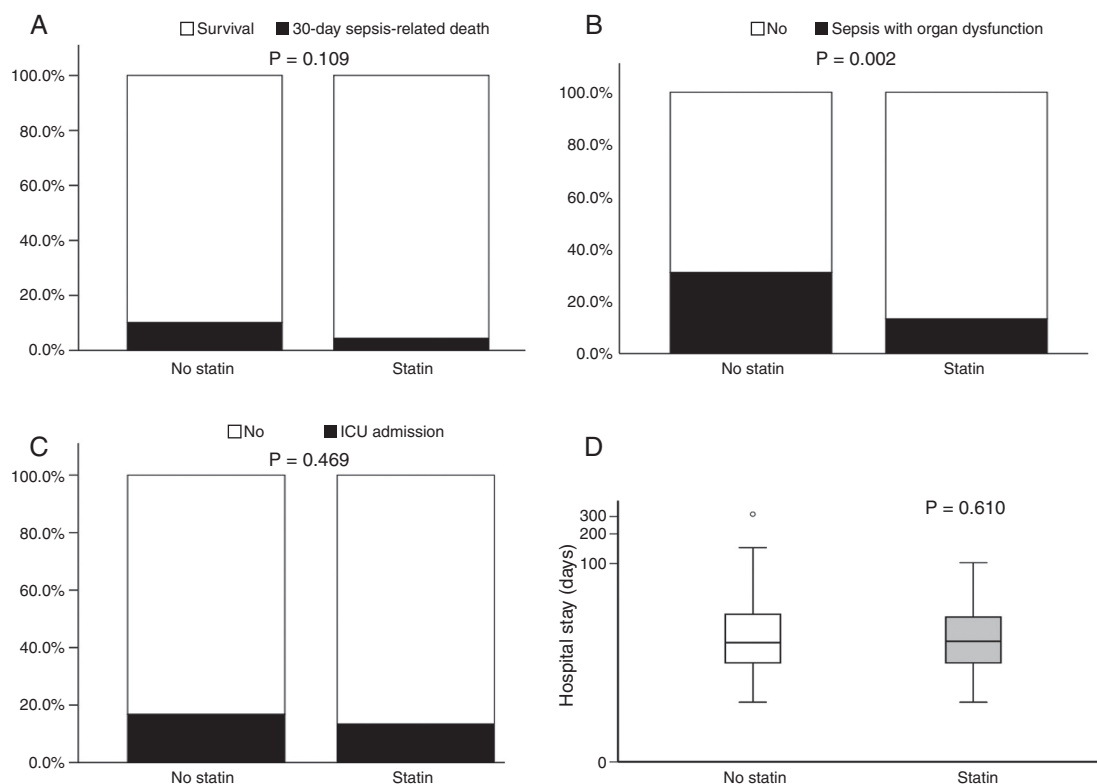 A
Survival 30-day sepsis-related death
P = 0.109
100.0%
80.0%
60.0%
40.0%
20.0%
0.0%
No statin Statin
B
No Sepsis with organ dysfunction
P = 0.002
100.0%
80.0%
60.0%
40.0%
20.0%
0.0%
No statin Statin
C
No ICU admission
P = 0.469
100.0%
80.0%
60.0%
40.0%
20.0%
0.0%
No statin Statin
D
P = 0.610
Hospital stay (days)
300
200
100
0
No statin Statin